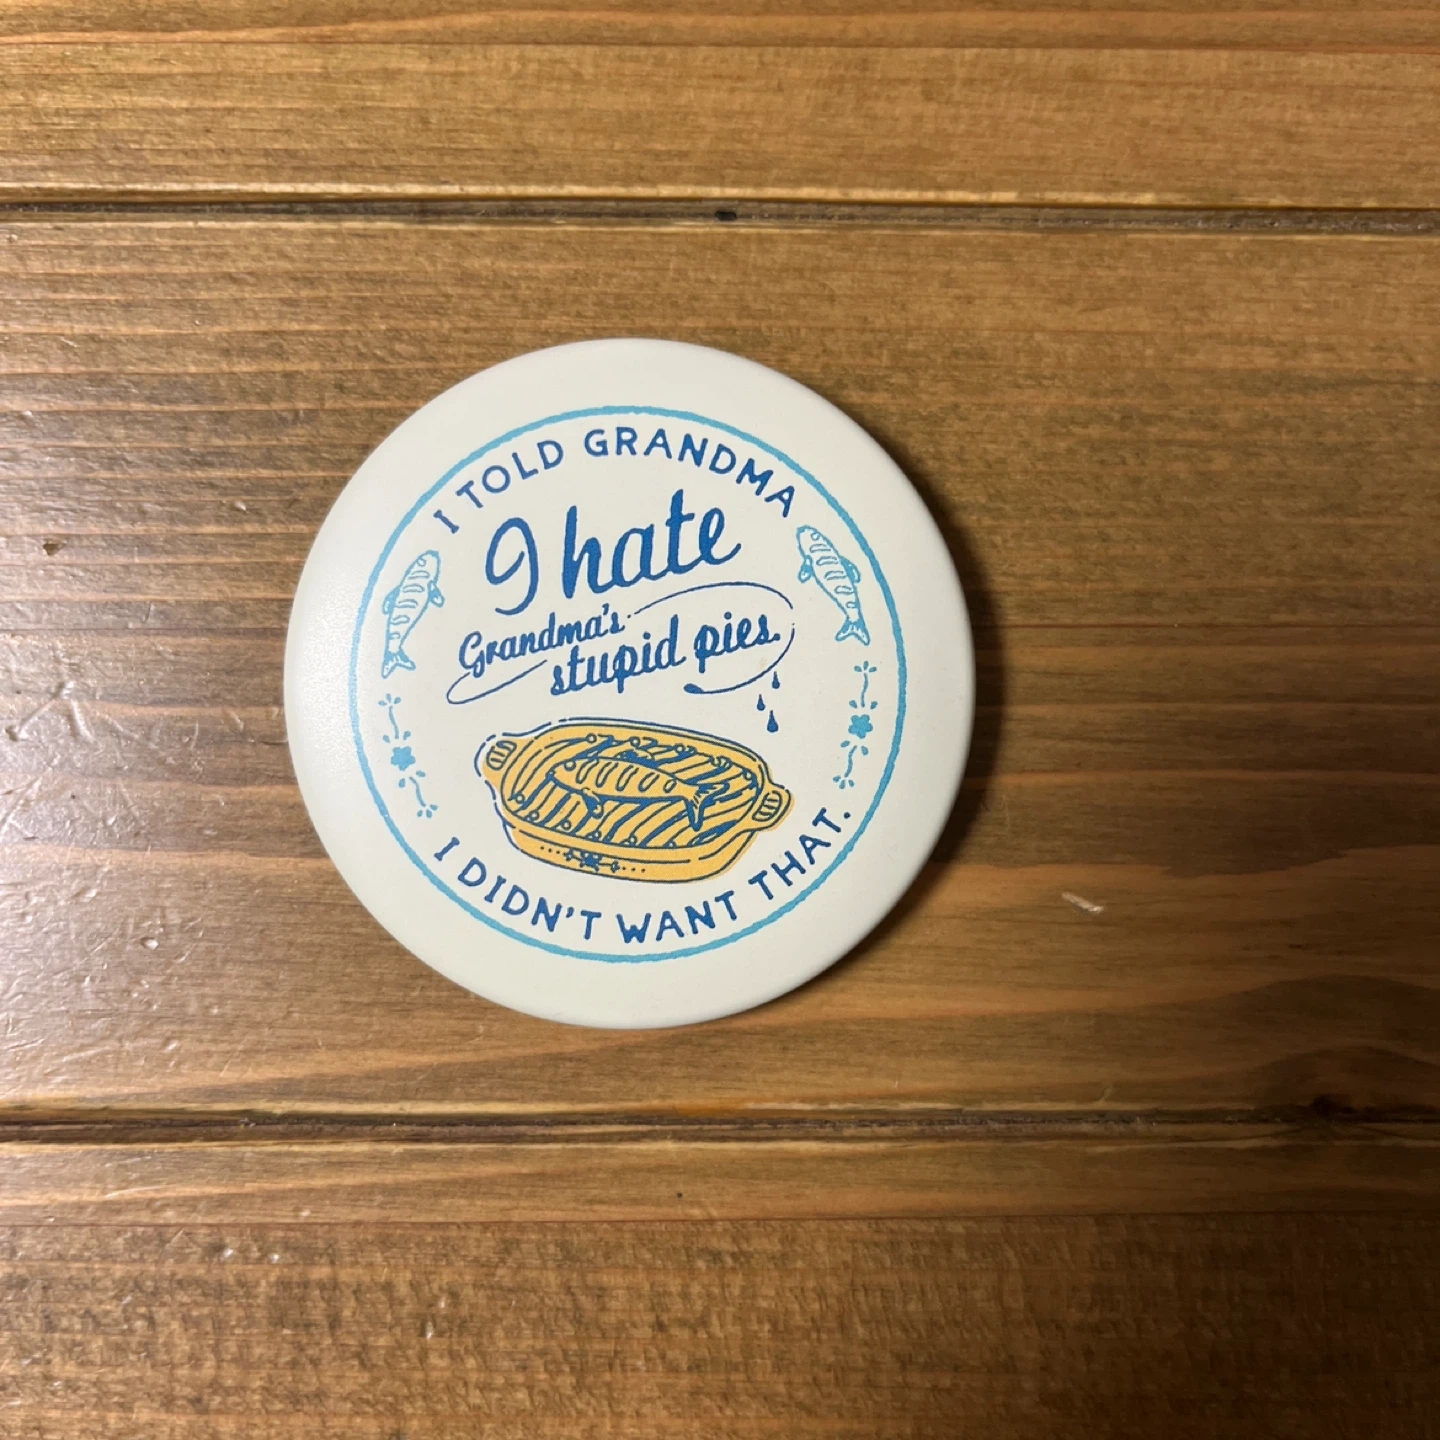 I TOLD GRANDMA
I hate
Grandma's
stupid pies.
I DIDN'T WANT THAT.